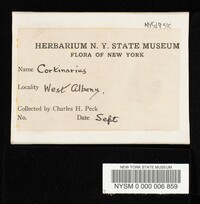 HERBARIUM N. Y. STATE MUSEUM
FLORA OF NEW YORK
Name Cortinarius
Locality West Albany.
Collected by Charles H. Peck
No. Date Sept
NEW YORK STATE MUSEUM
NYSM 0 000 006 859